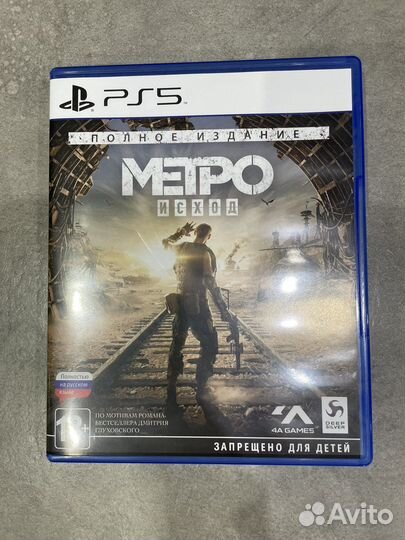 PS5
ПОЛНОЕ ИЗДАНИЕ
МЕТРО
ИСХОД
Полностью
на русском
языке
18+
ПО МОТИВАМ РОМАНА-
БЕСТСЕЛЛЕРА ДМИТРИЯ
ГЛУХОВСКОГО
4A GAMES
DEEP
SILVER
ЗАПРЕЩЕНО ДЛЯ ДЕТЕЙ
Avito